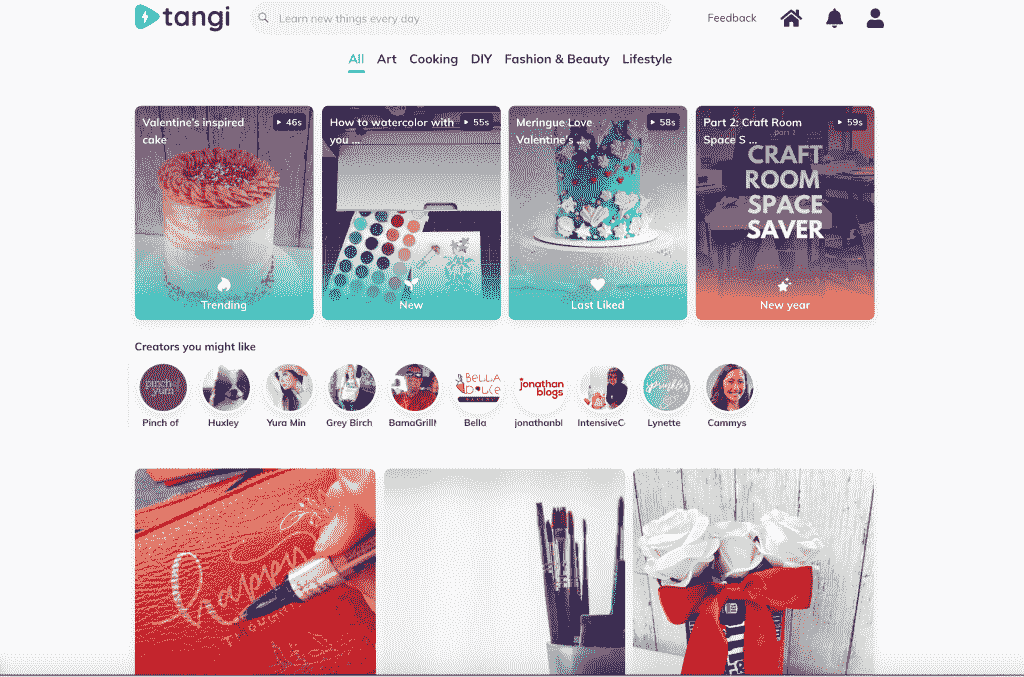 tangi
Learn new things every day
Feedback
All Art Cooking DIY Fashion & Beauty Lifestyle
Valentine's inspired
cake
46s
Trending
How to watercolor with
you ...
55s
New
Meringue Love
Valentine's ...
58s
Last Liked
Part 2: Craft Room
Space S ...
59s
part 2
CRAFT
ROOM
SPACE
SAVER
New year
Creators you might like
pinch of
yum
BELLA
DOLCE
jonathan
blogs
sprinkles
Pinch of Huxley Yura Min Grey Birch BamaGrillM Bella jonathanbl IntensiveC Lynette Cammys
happy
THOUGH